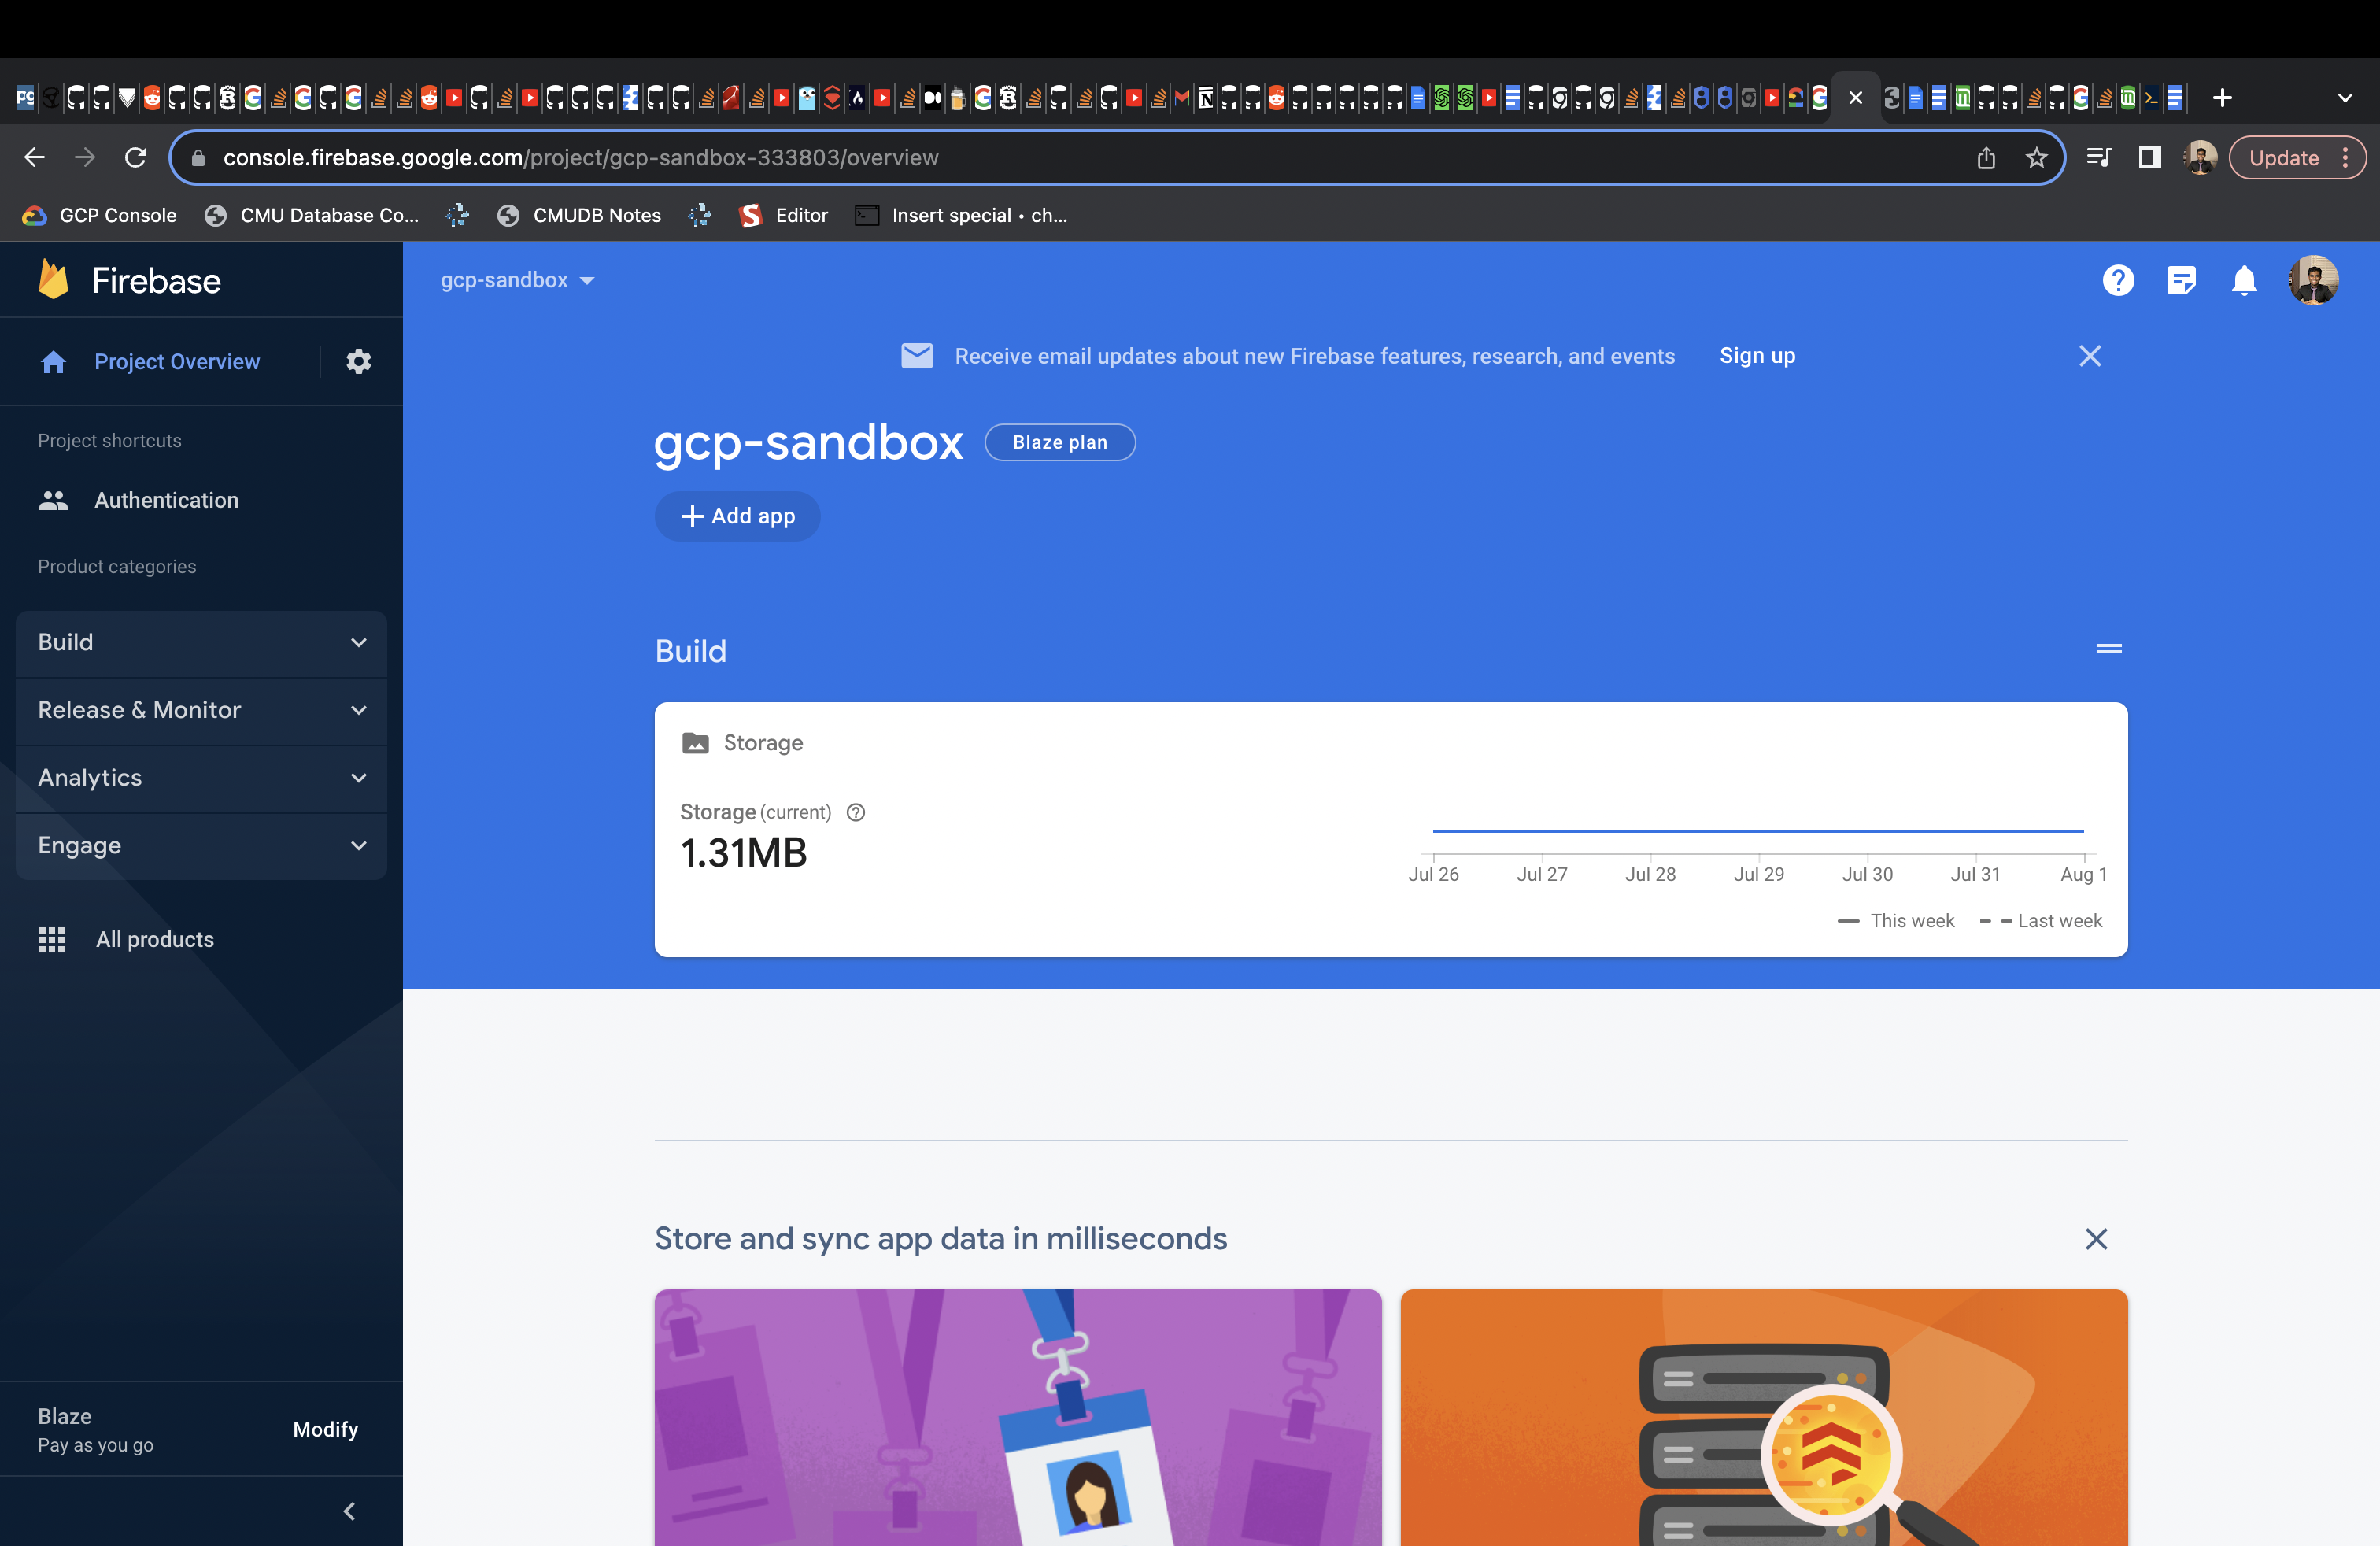 console.firebase.google.com/project/gcp-sandbox-333803/overview
Update
GCP Console
CMU Database Co...
CMUDB Notes
Editor
Insert special • ch...
Firebase
gcp-sandbox
Project Overview
Receive email updates about new Firebase features, research, and events
Sign up
Project shortcuts
Authentication
Product categories
Build
Release & Monitor
Analytics
Engage
All products
gcp-sandbox
Blaze plan
Add app
Build
Storage
Storage (current)
1.31MB
Jul 26 Jul 27 Jul 28 Jul 29 Jul 30 Jul 31 Aug 1
This week Last week
Store and sync app data in milliseconds
Blaze
Pay as you go
Modify